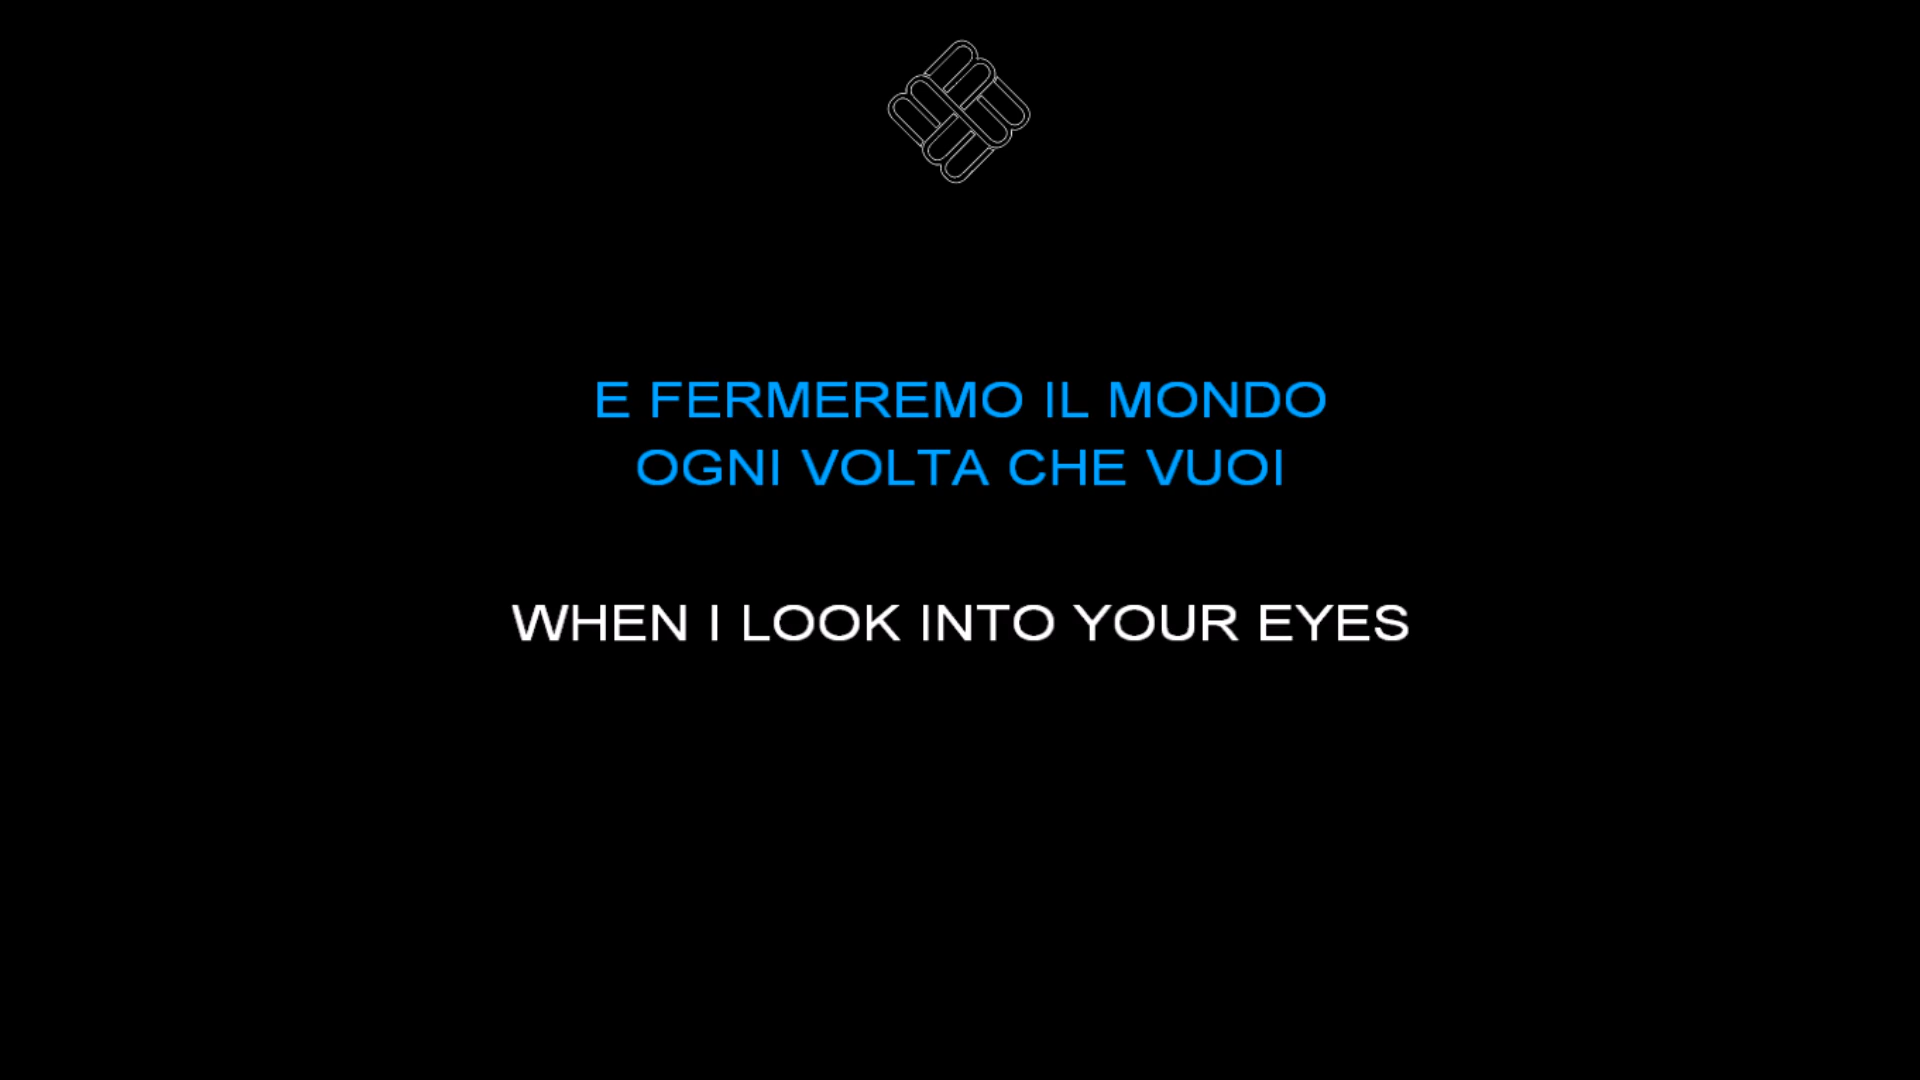 E FERMEREMO IL MONDO
OGNI VOLTA CHE VUOI
WHEN I LOOK INTO YOUR EYES